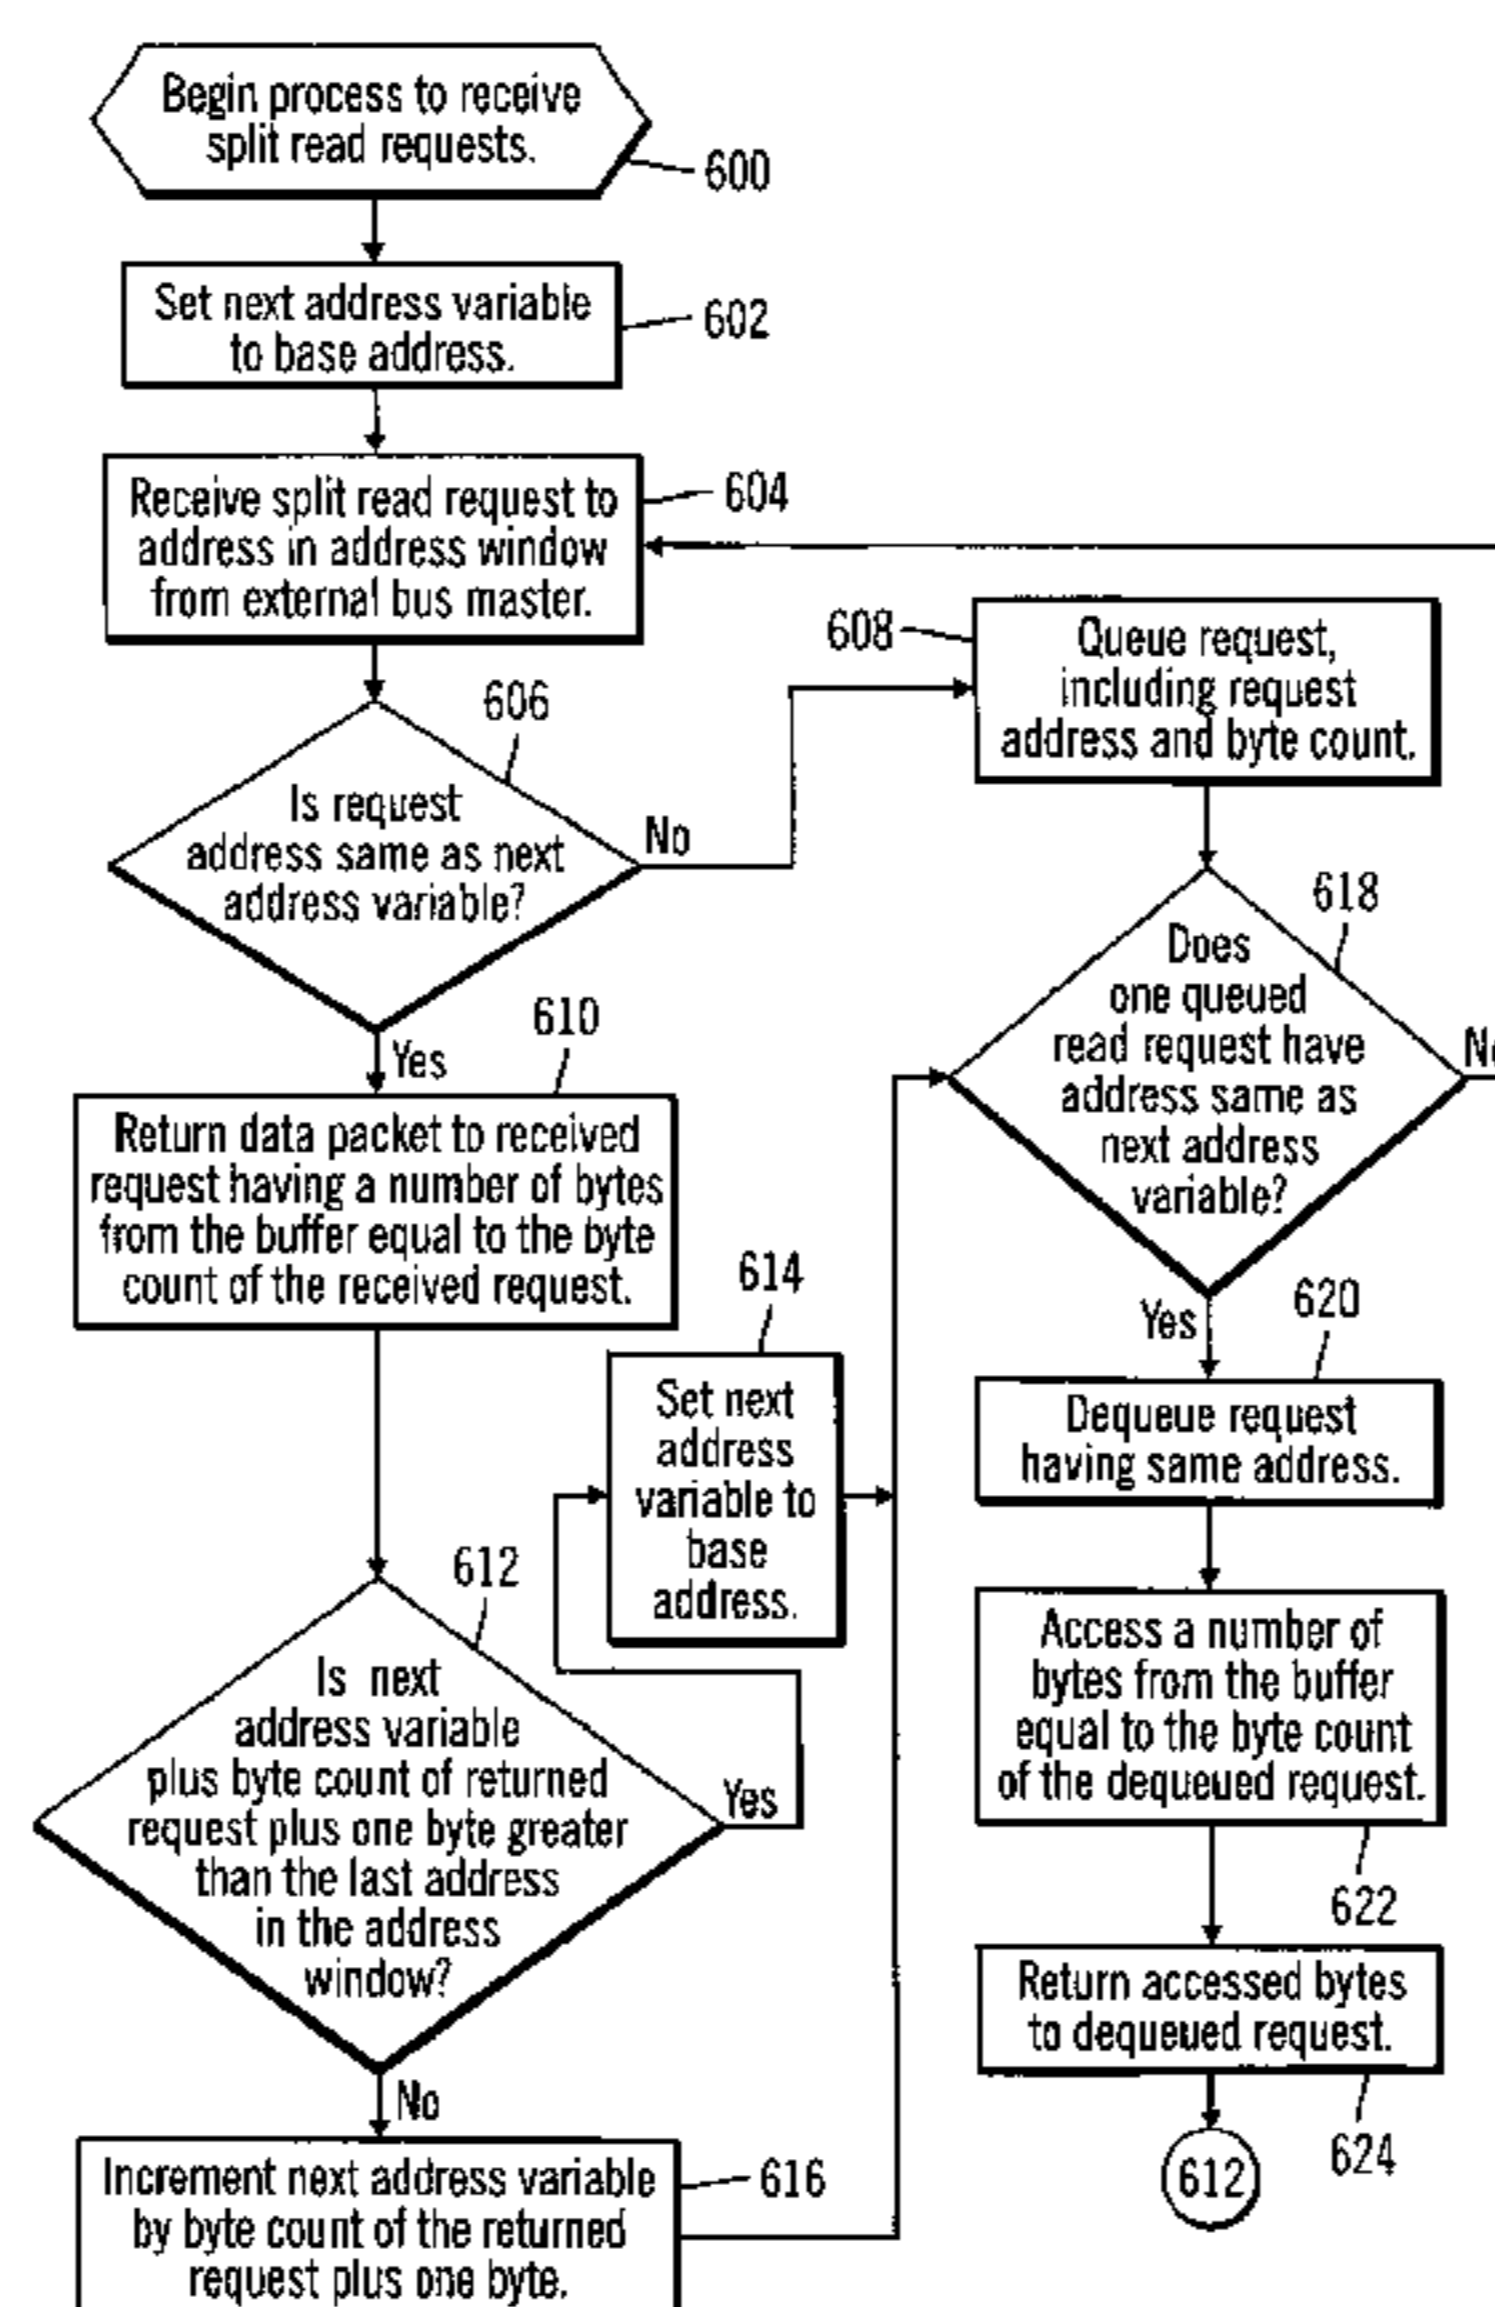 Begin process to receive
split read requests.
600
Set next address variable
to base address.
602
Receive split read request to
address in address window
from external bus master.
604
606
Is request
address same as next
address variable?
No
Yes
608
Queue request,
including request
address and byte count.
610
Return data packet to received
request having a number of bytes
from the buffer equal to the byte
count of the received request.
612
Is next
address variable
plus byte count of returned
request plus one byte greater
than the last address
in the address
window?
Yes
No
614
Set next
address
variable to
base
address.
Increment next address variable
by byte count of the returned
request plus one byte.
616
618
Does
one queued
read request have
address same as
next address
variable?
Yes
620
Dequeue request
having same address.
Access a number of
bytes from the buffer
equal to the byte count
of the dequeued request.
622
Return accessed bytes
to dequeued request.
624
612